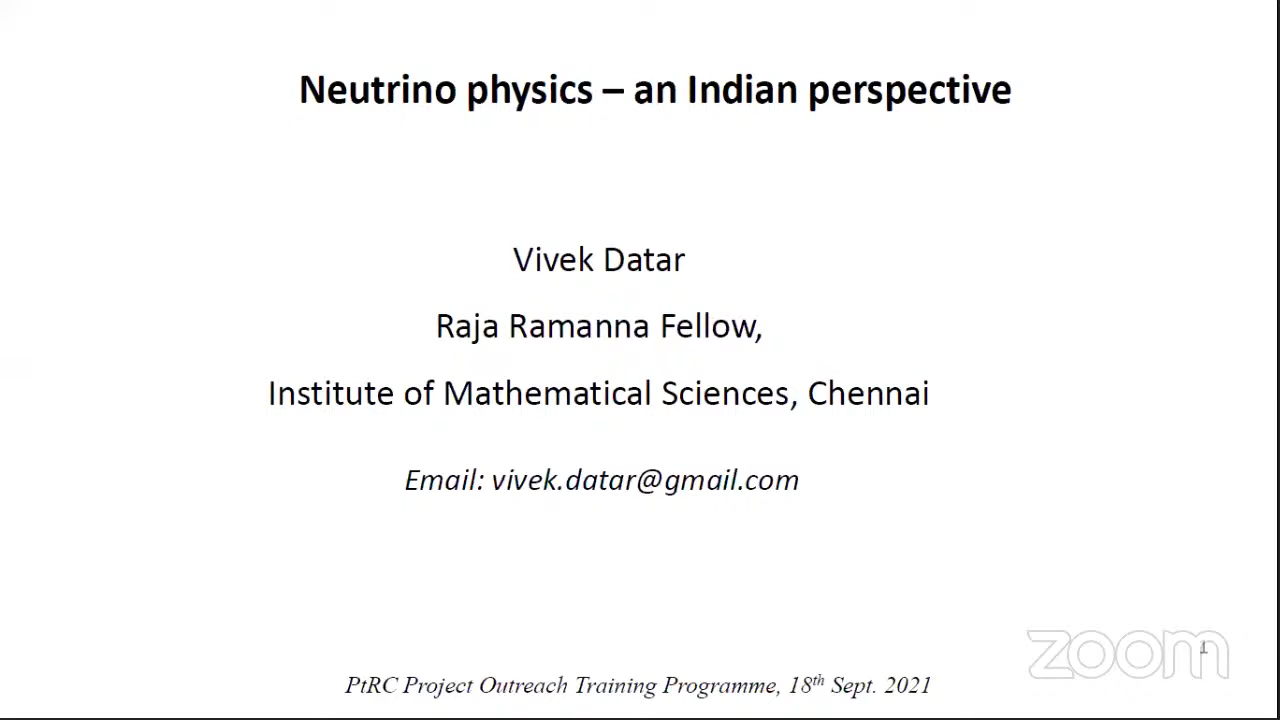 Neutrino physics – an Indian perspective
Vivek Datar
Raja Ramanna Fellow,
Institute of Mathematical Sciences, Chennai
Email: vivek.datar@gmail.com
zoom
1
PtRC Project Outreach Training Programme, 18th Sept. 2021